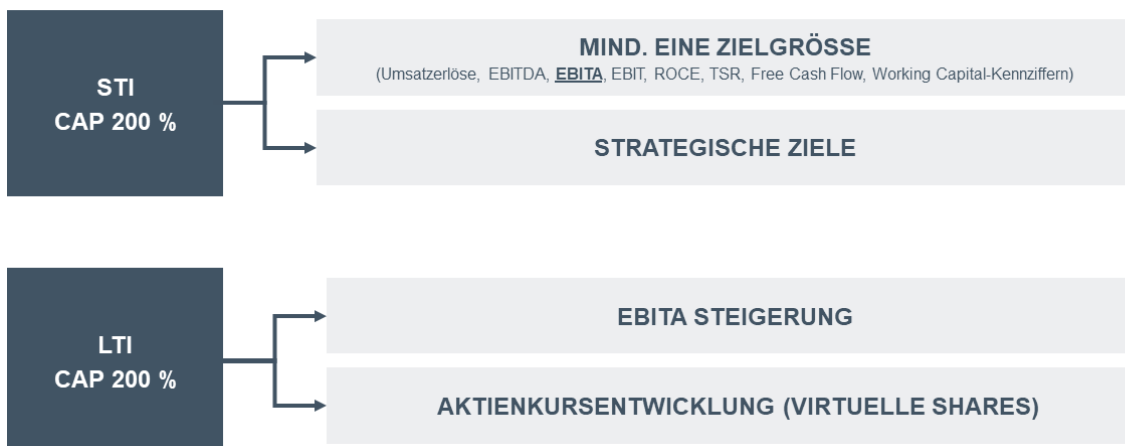 STI
CAP 200 %
MIND. EINE ZIELGRÖSSE
(Umsatzerlöse, EBITDA, EBITA, EBIT, ROCE, TSR, Free Cash Flow, Working Capital-Kennziffern)
STRATEGISCHE ZIELE
LTI
CAP 200 %
EBITA STEIGERUNG
AKTIENKURSENTWICKLUNG (VIRTUELLE SHARES)